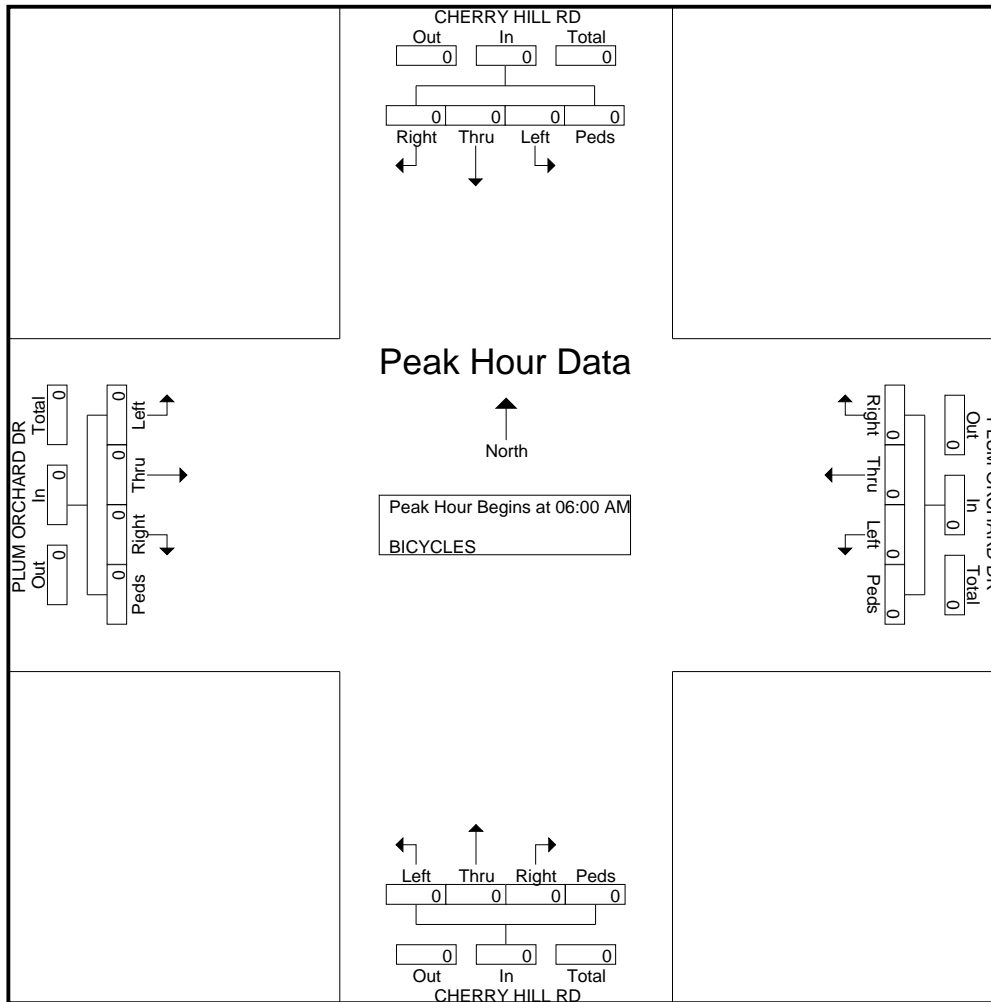 CHERRY HILL RD
Out In Total
0 0 0
0 0 0 0
Right Thru Left Peds
Peak Hour Data
North
Peak Hour Begins at 06:00 AM
BICYCLES
PLUM ORCHARD DR
Total In Out
0 0 0
0 0 0 0
Left Thru Right Peds
Right Thru Left Peds
0 0 0 0
0 0 0
Out In Total
PLUM ORCHARD DR
Left Thru Right Peds
0 0 0 0
0 0 0
Out In Total
CHERRY HILL RD